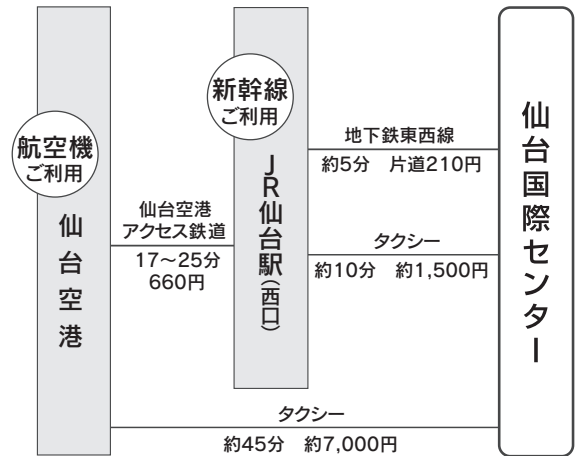 航空機
ご利用
仙台空港
仙台空港
アクセス鉄道
17～25分
660円
新幹線
ご利用
JR仙台駅(西口)
地下鉄東西線
約5分　片道210円
タクシー
約10分　約1,500円
タクシー
約45分　約7,000円
仙台国際センター